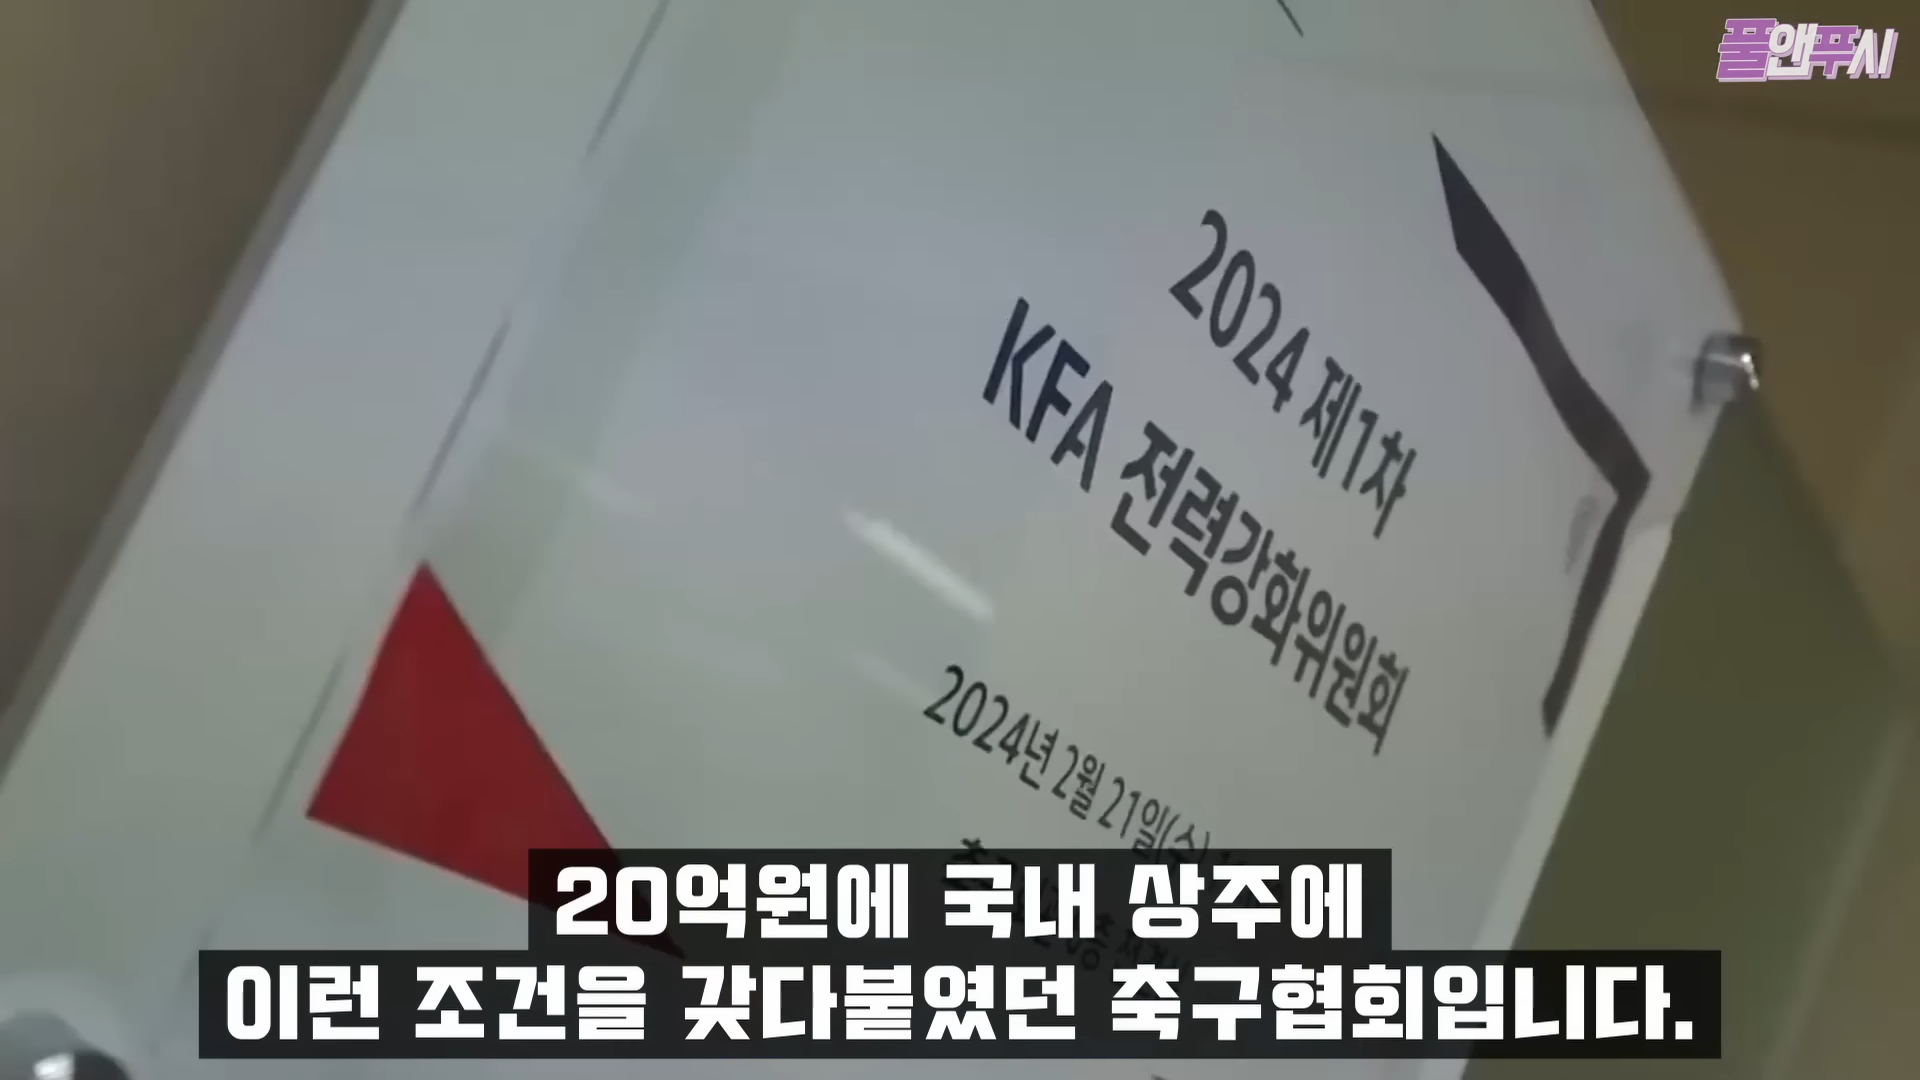 풀앤푸시
2024 제1차
KFA 전력강화위원회
2024년 2월 21일(수)
20억원에 국내 상주에
이런 조건을 갖다붙였던 축구협회입니다.